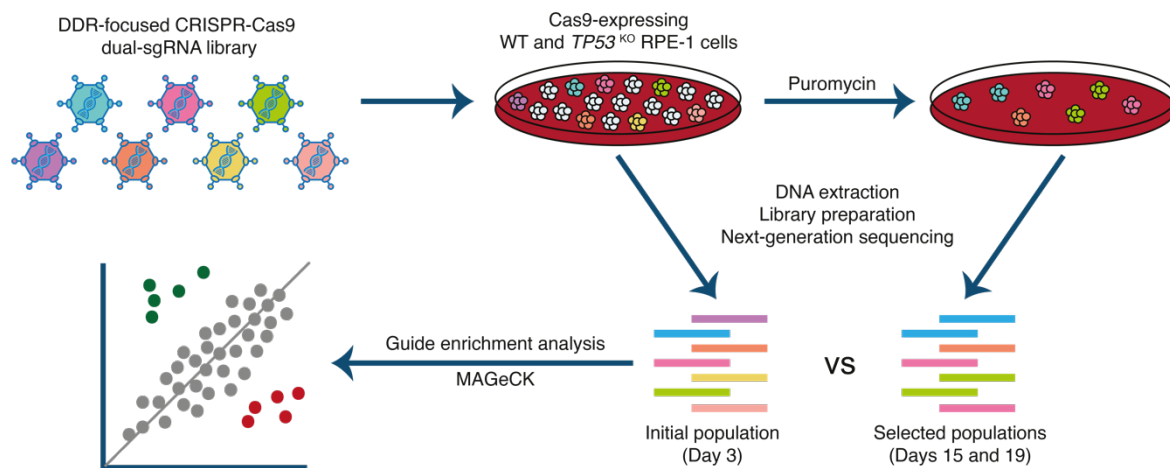 DDR-focused CRISPR-Cas9
dual-sgRNA library
Cas9-expressing
WT and TP53 KO RPE-1 cells
Puromycin
DNA extraction
Library preparation
Next-generation sequencing
Guide enrichment analysis
MAGeCK
VS
Initial population
(Day 3)
Selected populations
(Days 15 and 19)